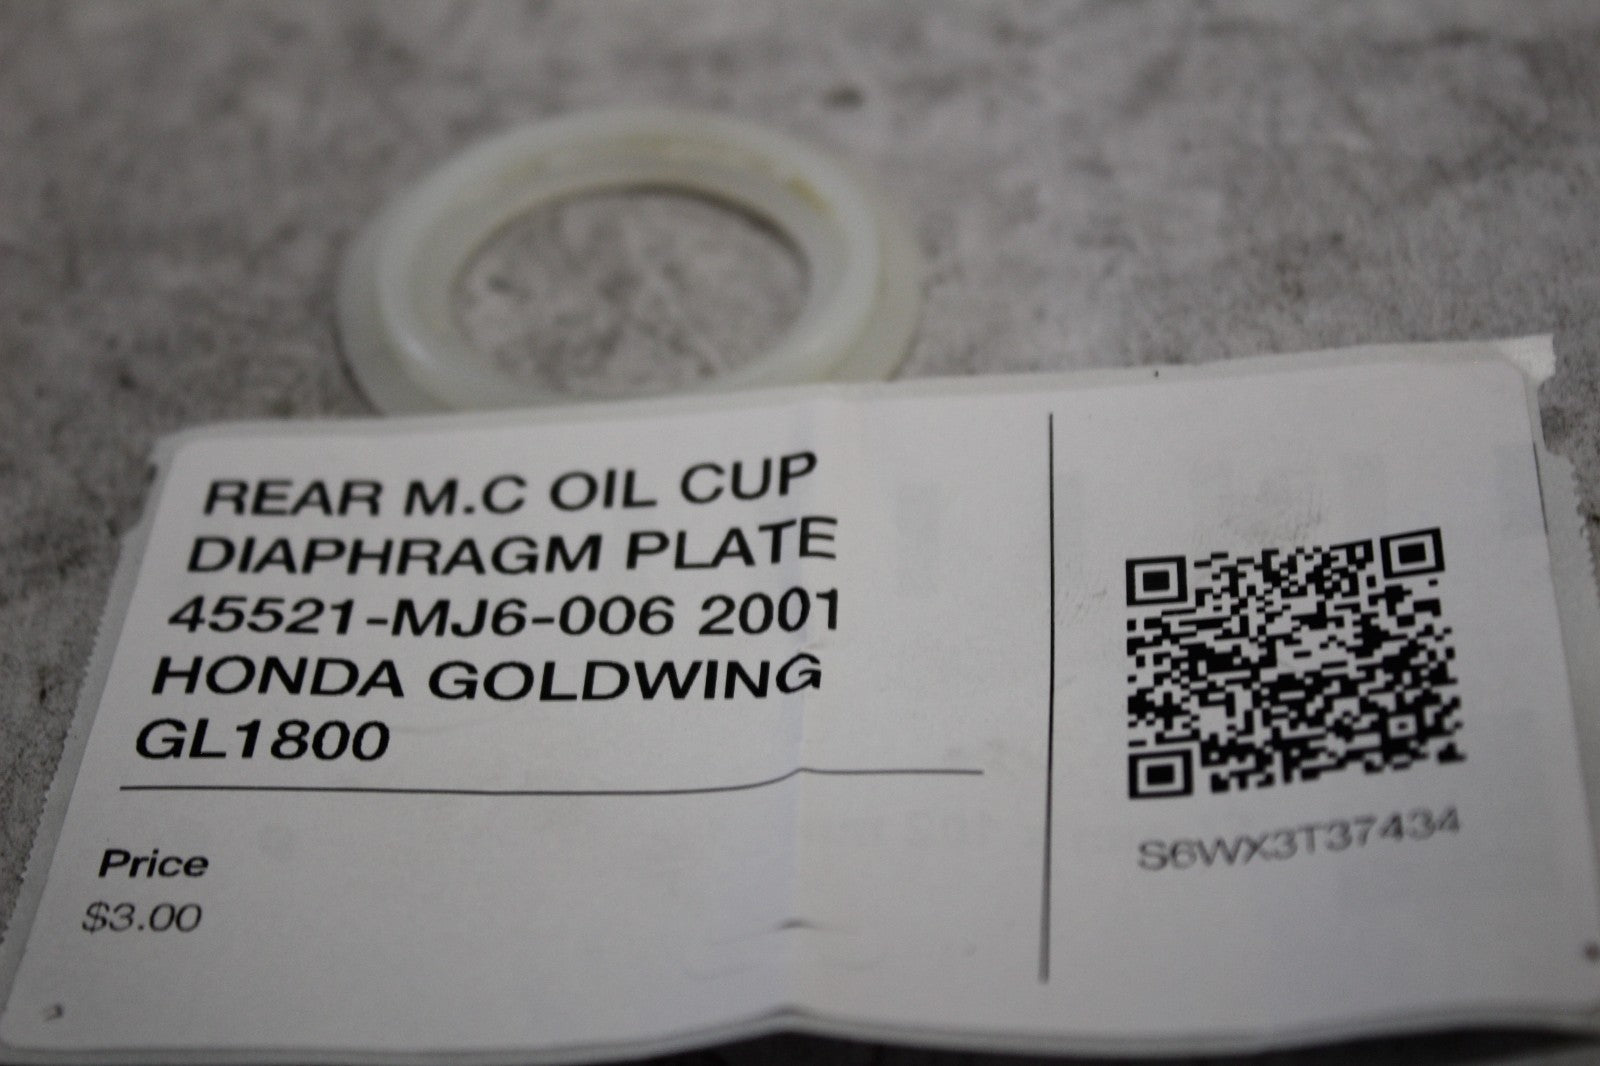 REAR M.C OIL CUP
DIAPHRAGM PLATE
45521-MJ6-006 2001
HONDA GOLDWING
GL1800
Price
$3.00
S6WX3T37434